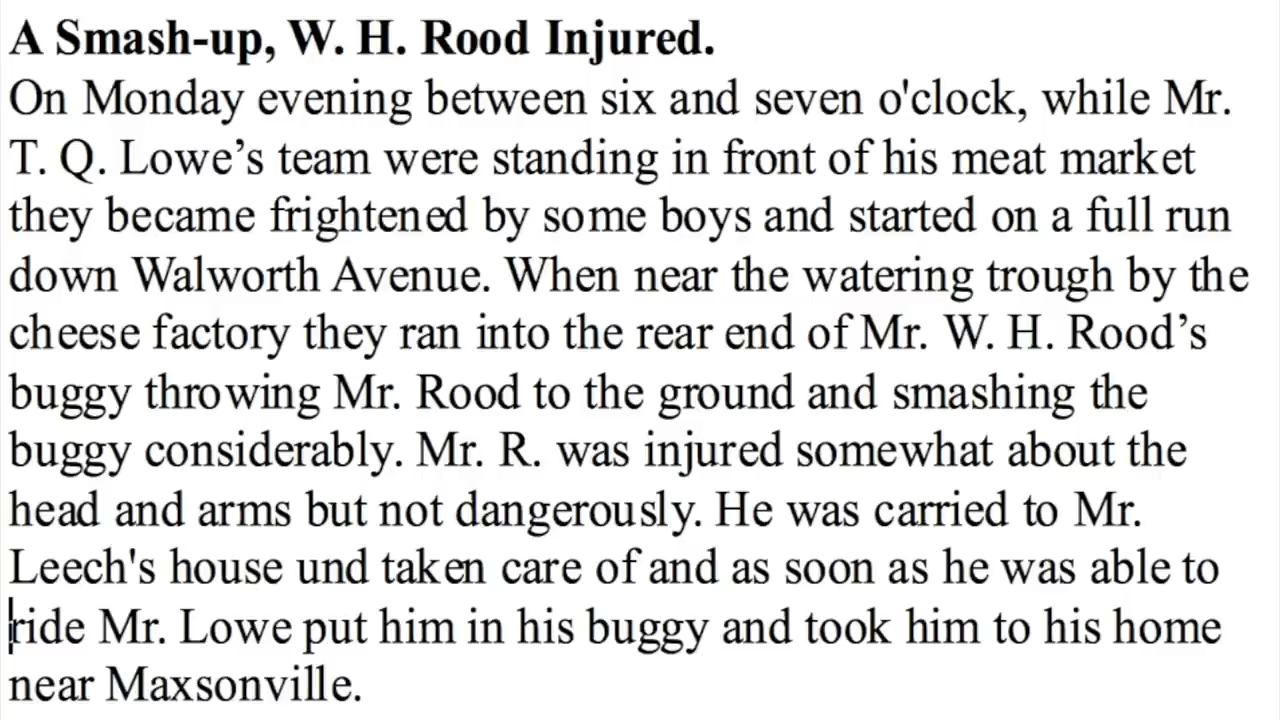 A Smash-up, W. H. Rood Injured.
On Monday evening between six and seven o'clock, while Mr.
T. Q. Lowe’s team were standing in front of his meat market
they became frightened by some boys and started on a full run
down Walworth Avenue. When near the watering trough by the
cheese factory they ran into the rear end of Mr. W. H. Rood’s
buggy throwing Mr. Rood to the ground and smashing the
buggy considerably. Mr. R. was injured somewhat about the
head and arms but not dangerously. He was carried to Mr.
Leech's house und taken care of and as soon as he was able to
ride Mr. Lowe put him in his buggy and took him to his home
near Maxsonville.